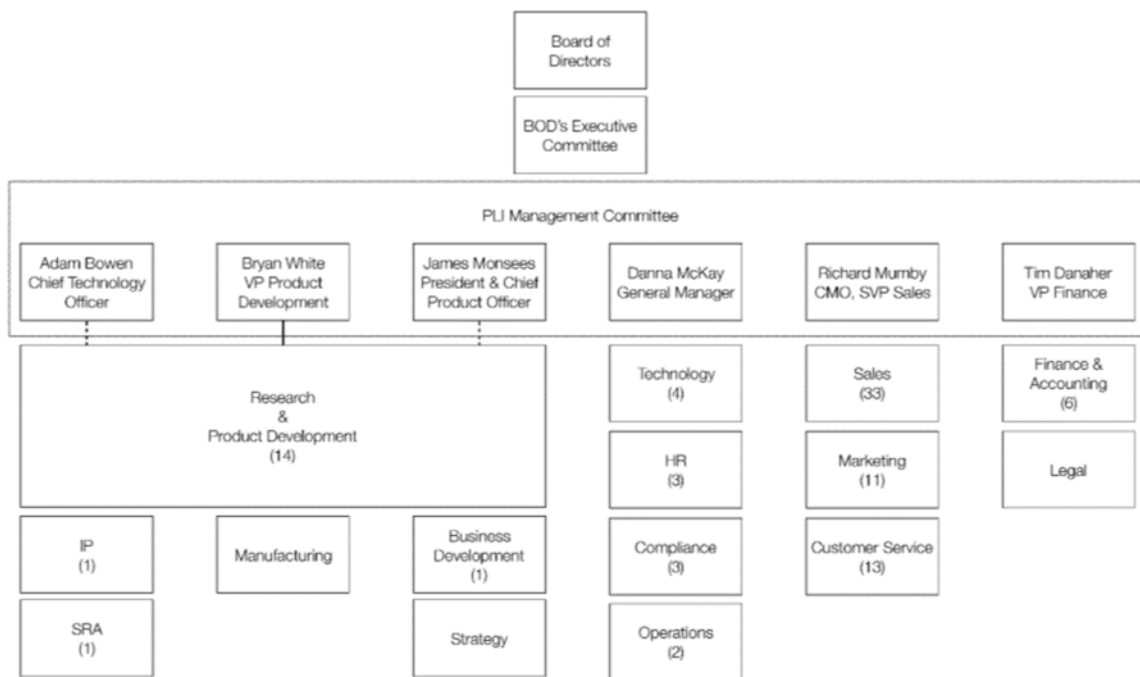 Board of
Directors
BOD's Executive
Committee
PLI Management Committee
Adam Bowen
Chief Technology
Officer
Bryan White
VP Product
Development
James Monsees
President & Chief
Product Officer
Danna McKay
General Manager
Richard Mumby
CMO, SVP Sales
Tim Danaher
VP Finance
Research
&
Product Development
(14)
Technology
(4)
Sales
(33)
Finance &
Accounting
(6)
HR
(3)
Marketing
(11)
Legal
IP
(1)
Manufacturing
Business
Development
(1)
Compliance
(3)
Customer Service
(13)
SRA
(1)
Strategy
Operations
(2)